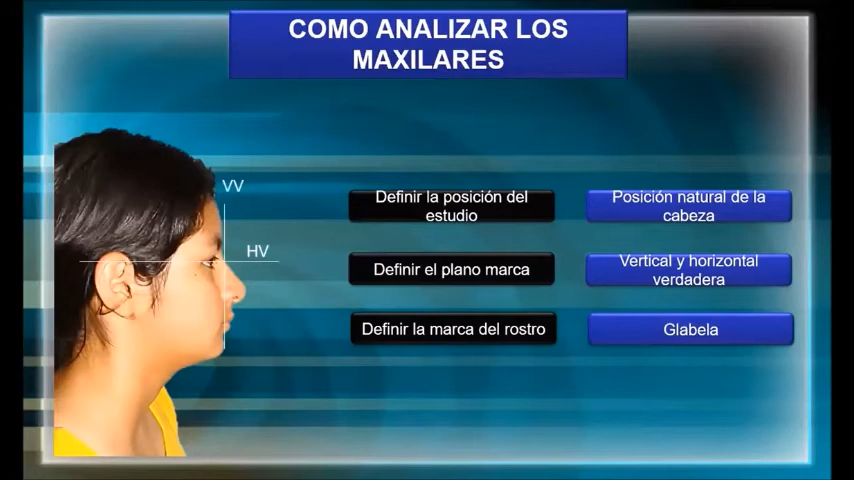 COMO ANALIZAR LOS
MAXILARES
VV
HV
Definir la posición del
estudio
Posición natural de la
cabeza
Definir el plano marca
Vertical y horizontal
verdadera
Definir la marca del rostro
Glabela